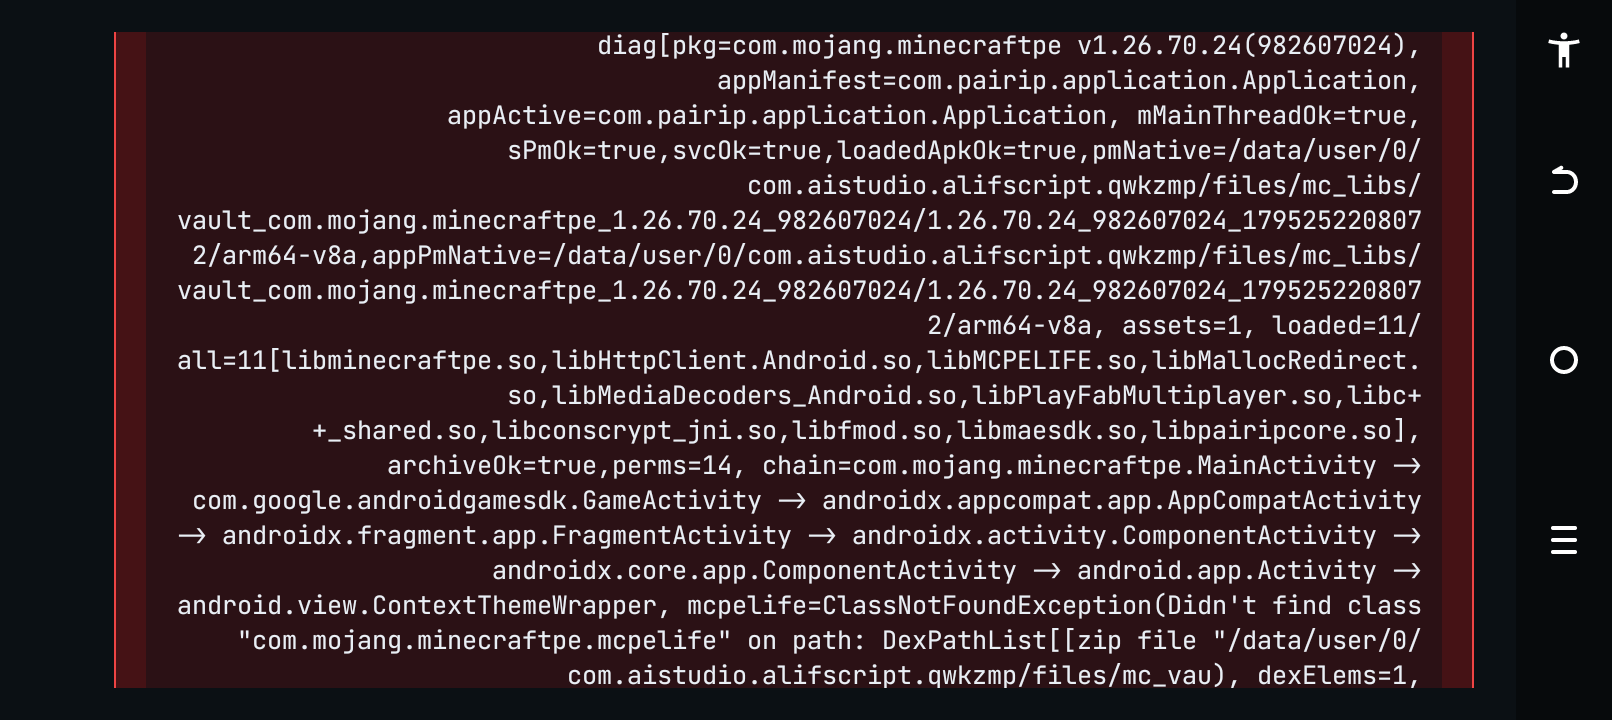 diag[pkg=com.mojang.minecraftpe v1.26.70.24(982607024),
appManifest=com.pairip.application.Application,
appActive=com.pairip.application.Application, mMainThreadOk=true,
sPmOk=true,svcOk=true,loadedApkOk=true,pmNative=/data/user/0/
com.aistudio.alifscript.qwkzmp/files/mc_libs/
vault_com.mojang.minecraftpe_1.26.70.24_982607024/1.26.70.24_982607024_179525220807
2/arm64-v8a,appPmNative=/data/user/0/com.aistudio.alifscript.qwkzmp/files/mc_libs/
vault_com.mojang.minecraftpe_1.26.70.24_982607024/1.26.70.24_982607024_179525220807
2/arm64-v8a, assets=1, loaded=11/
all=11[libminecraftpe.so,libHttpClient.Android.so,libMCPELIFE.so,libMallocRedirect.
so,libMediaDecoders_Android.so,libPlayFabMultiplayer.so,libc+
+_shared.so,libconscrypt_jni.so,libfmod.so,libmaesdk.so,libpairipcore.so],
archiveOk=true,perms=14, chain=com.mojang.minecraftpe.MainActivity →
com.google.androidgamesdk.GameActivity → androidx.appcompat.app.AppCompatActivity
→ androidx.fragment.app.FragmentActivity → androidx.activity.ComponentActivity →
androidx.core.app.ComponentActivity → android.app.Activity →
android.view.ContextThemeWrapper, mcpelife=ClassNotFoundException(Didn't find class
"com.mojang.minecraftpe.mcpelife" on path: DexPathList[[zip file "/data/user/0/
com.aistudio.alifscript.qwkzmp/files/mc_vau), dexElems=1,